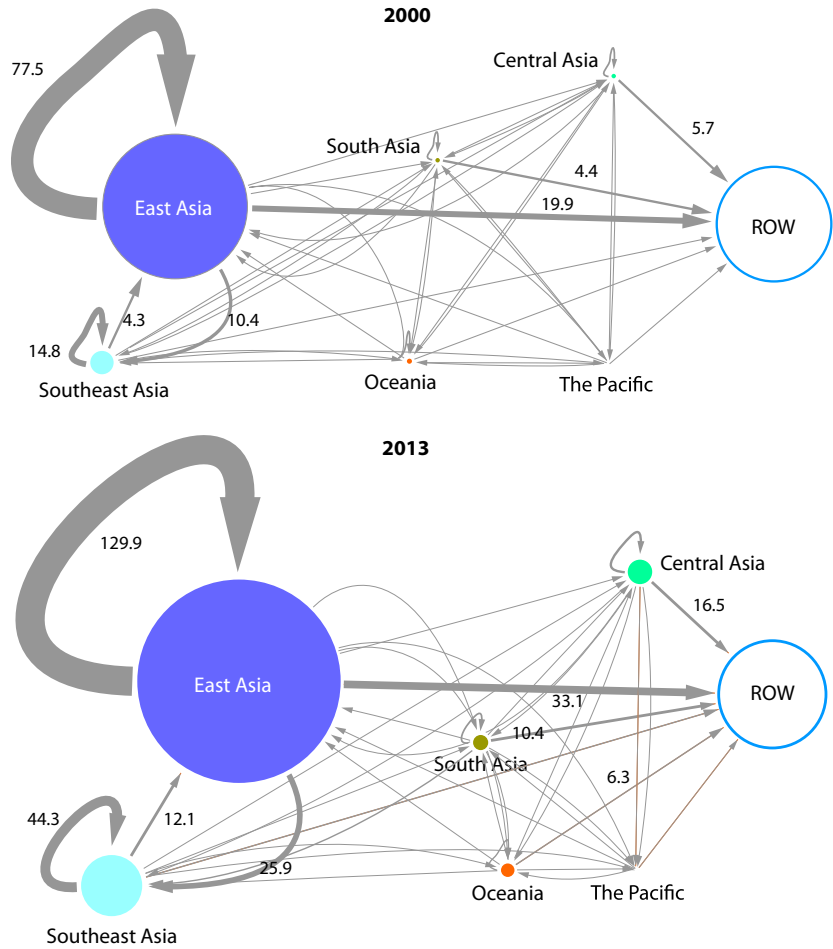 2000
Central Asia
77.5
5.7
South Asia
4.4
East Asia
19.9
ROW
4.3
10.4
14.8
Southeast Asia
Oceania
The Pacific
2013
129.9
Central Asia
16.5
East Asia
33.1
ROW
10.4
South Asia
6.3
44.3
12.1
25.9
Oceania
The Pacific
Southeast Asia